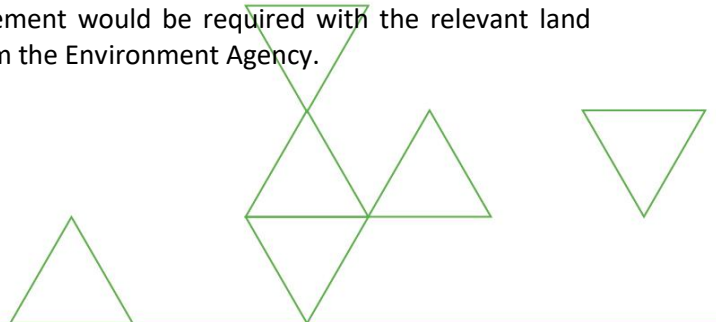 ement would be required with the relevant land
m the Environment Agency.